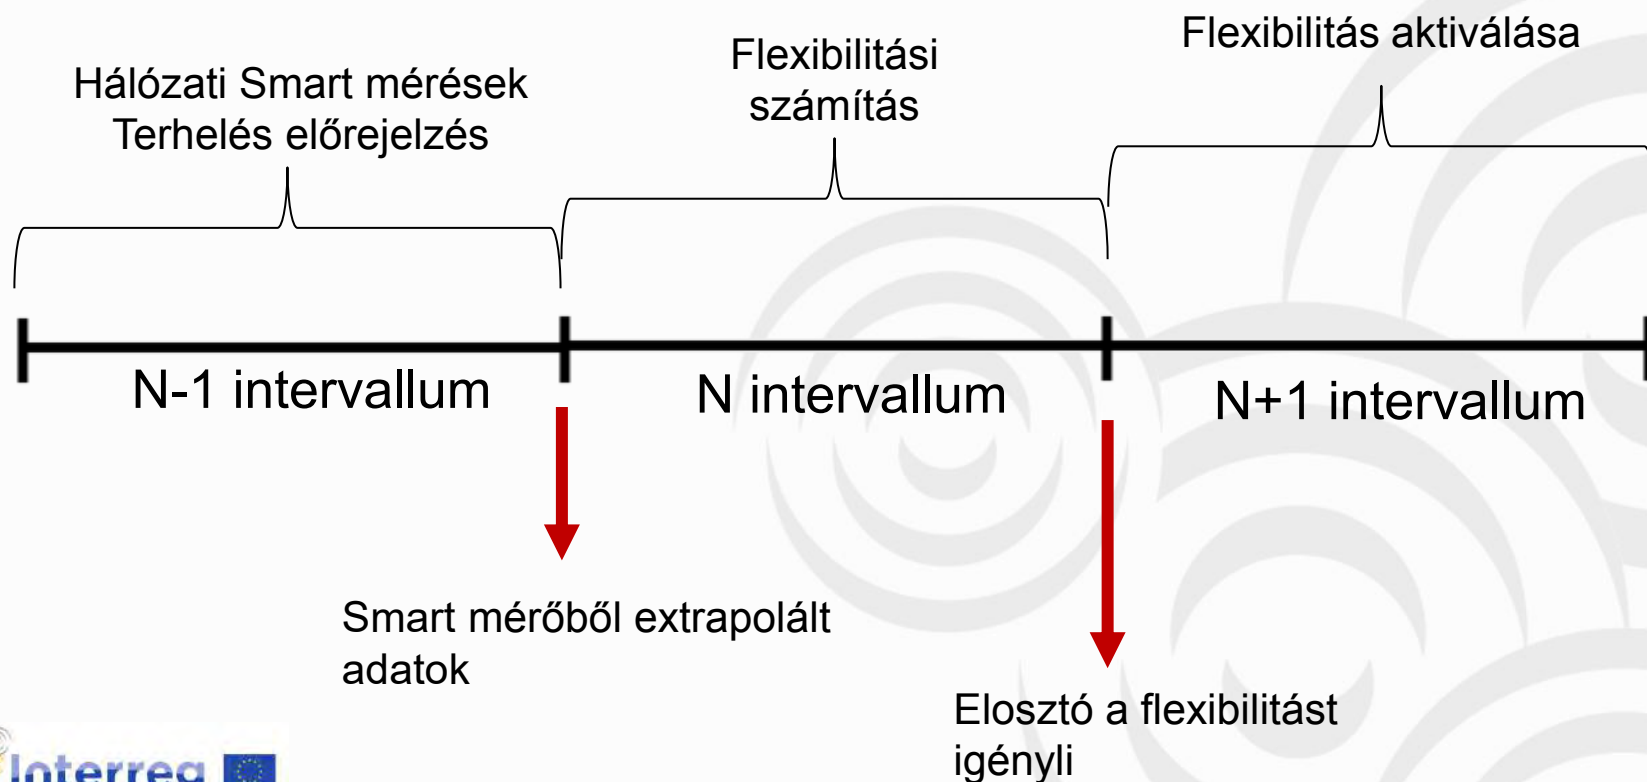 Hálózati Smart mérések
Terhelés előrejelzés
Flexibilitási
számítás
Flexibilitás aktiválása
N-1 intervallum
N intervallum
N+1 intervallum
Smart mérőből extrapolált
adatok
Elosztó a flexibilitást
igényli
Interreg